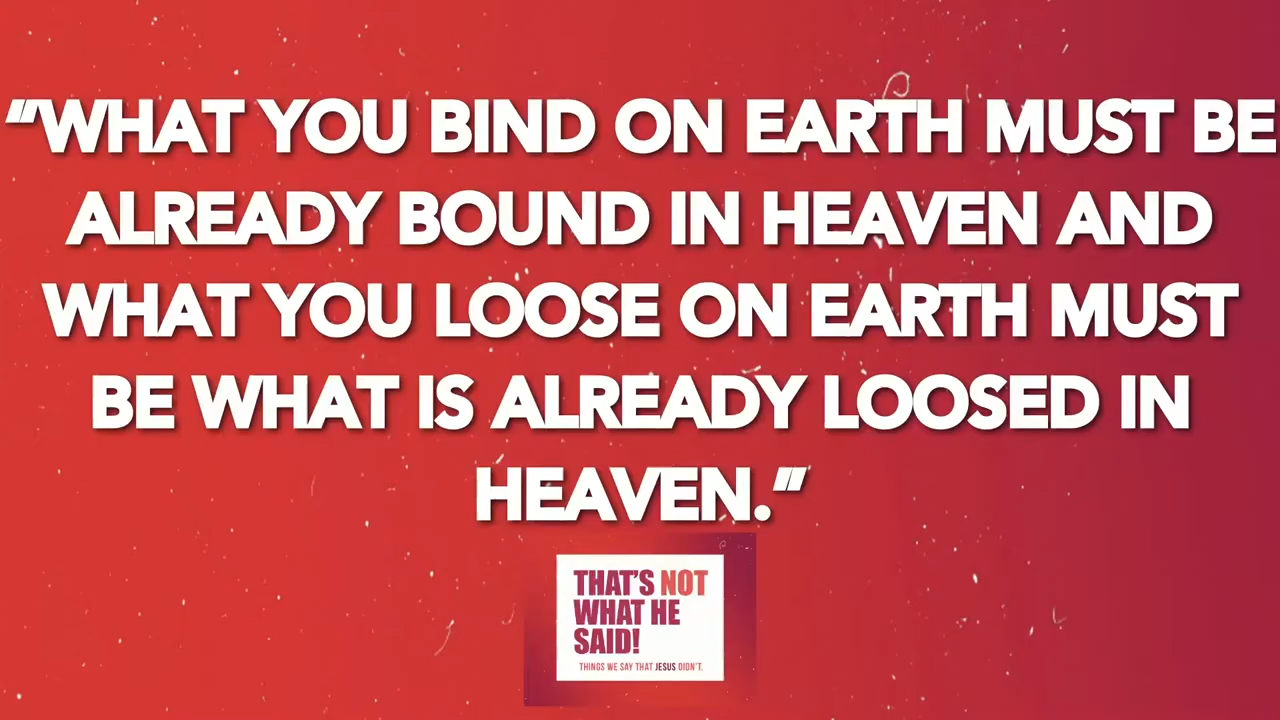 "WHAT YOU BIND ON EARTH MUST BE
ALREADY BOUND IN HEAVEN AND
WHAT YOU LOOSE ON EARTH MUST
BE WHAT IS ALREADY LOOSED IN
HEAVEN."
THAT'S NOT
WHAT HE
SAID!
THINGS WE SAY THAT JESUS DIDN'T.